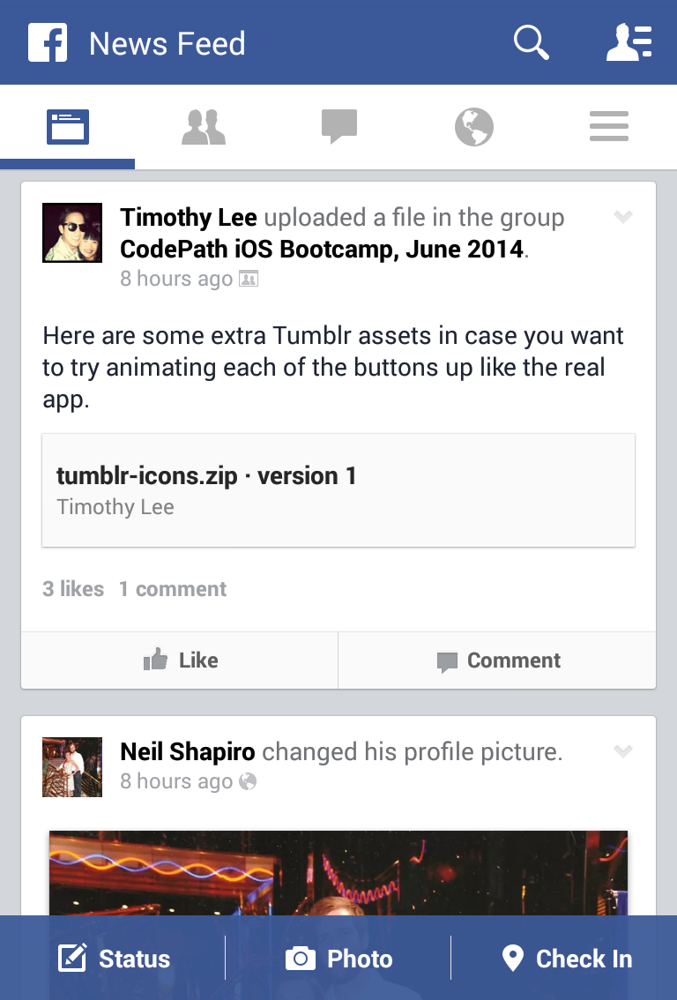 News Feed
Timothy Lee uploaded a file in the group
CodePath iOS Bootcamp, June 2014.
8 hours ago
Here are some extra Tumblr assets in case you want
to try animating each of the buttons up like the real
app.
tumblr-icons.zip · version 1
Timothy Lee
3 likes 1 comment
Like Comment
Neil Shapiro changed his profile picture.
8 hours ago
Status Photo Check In